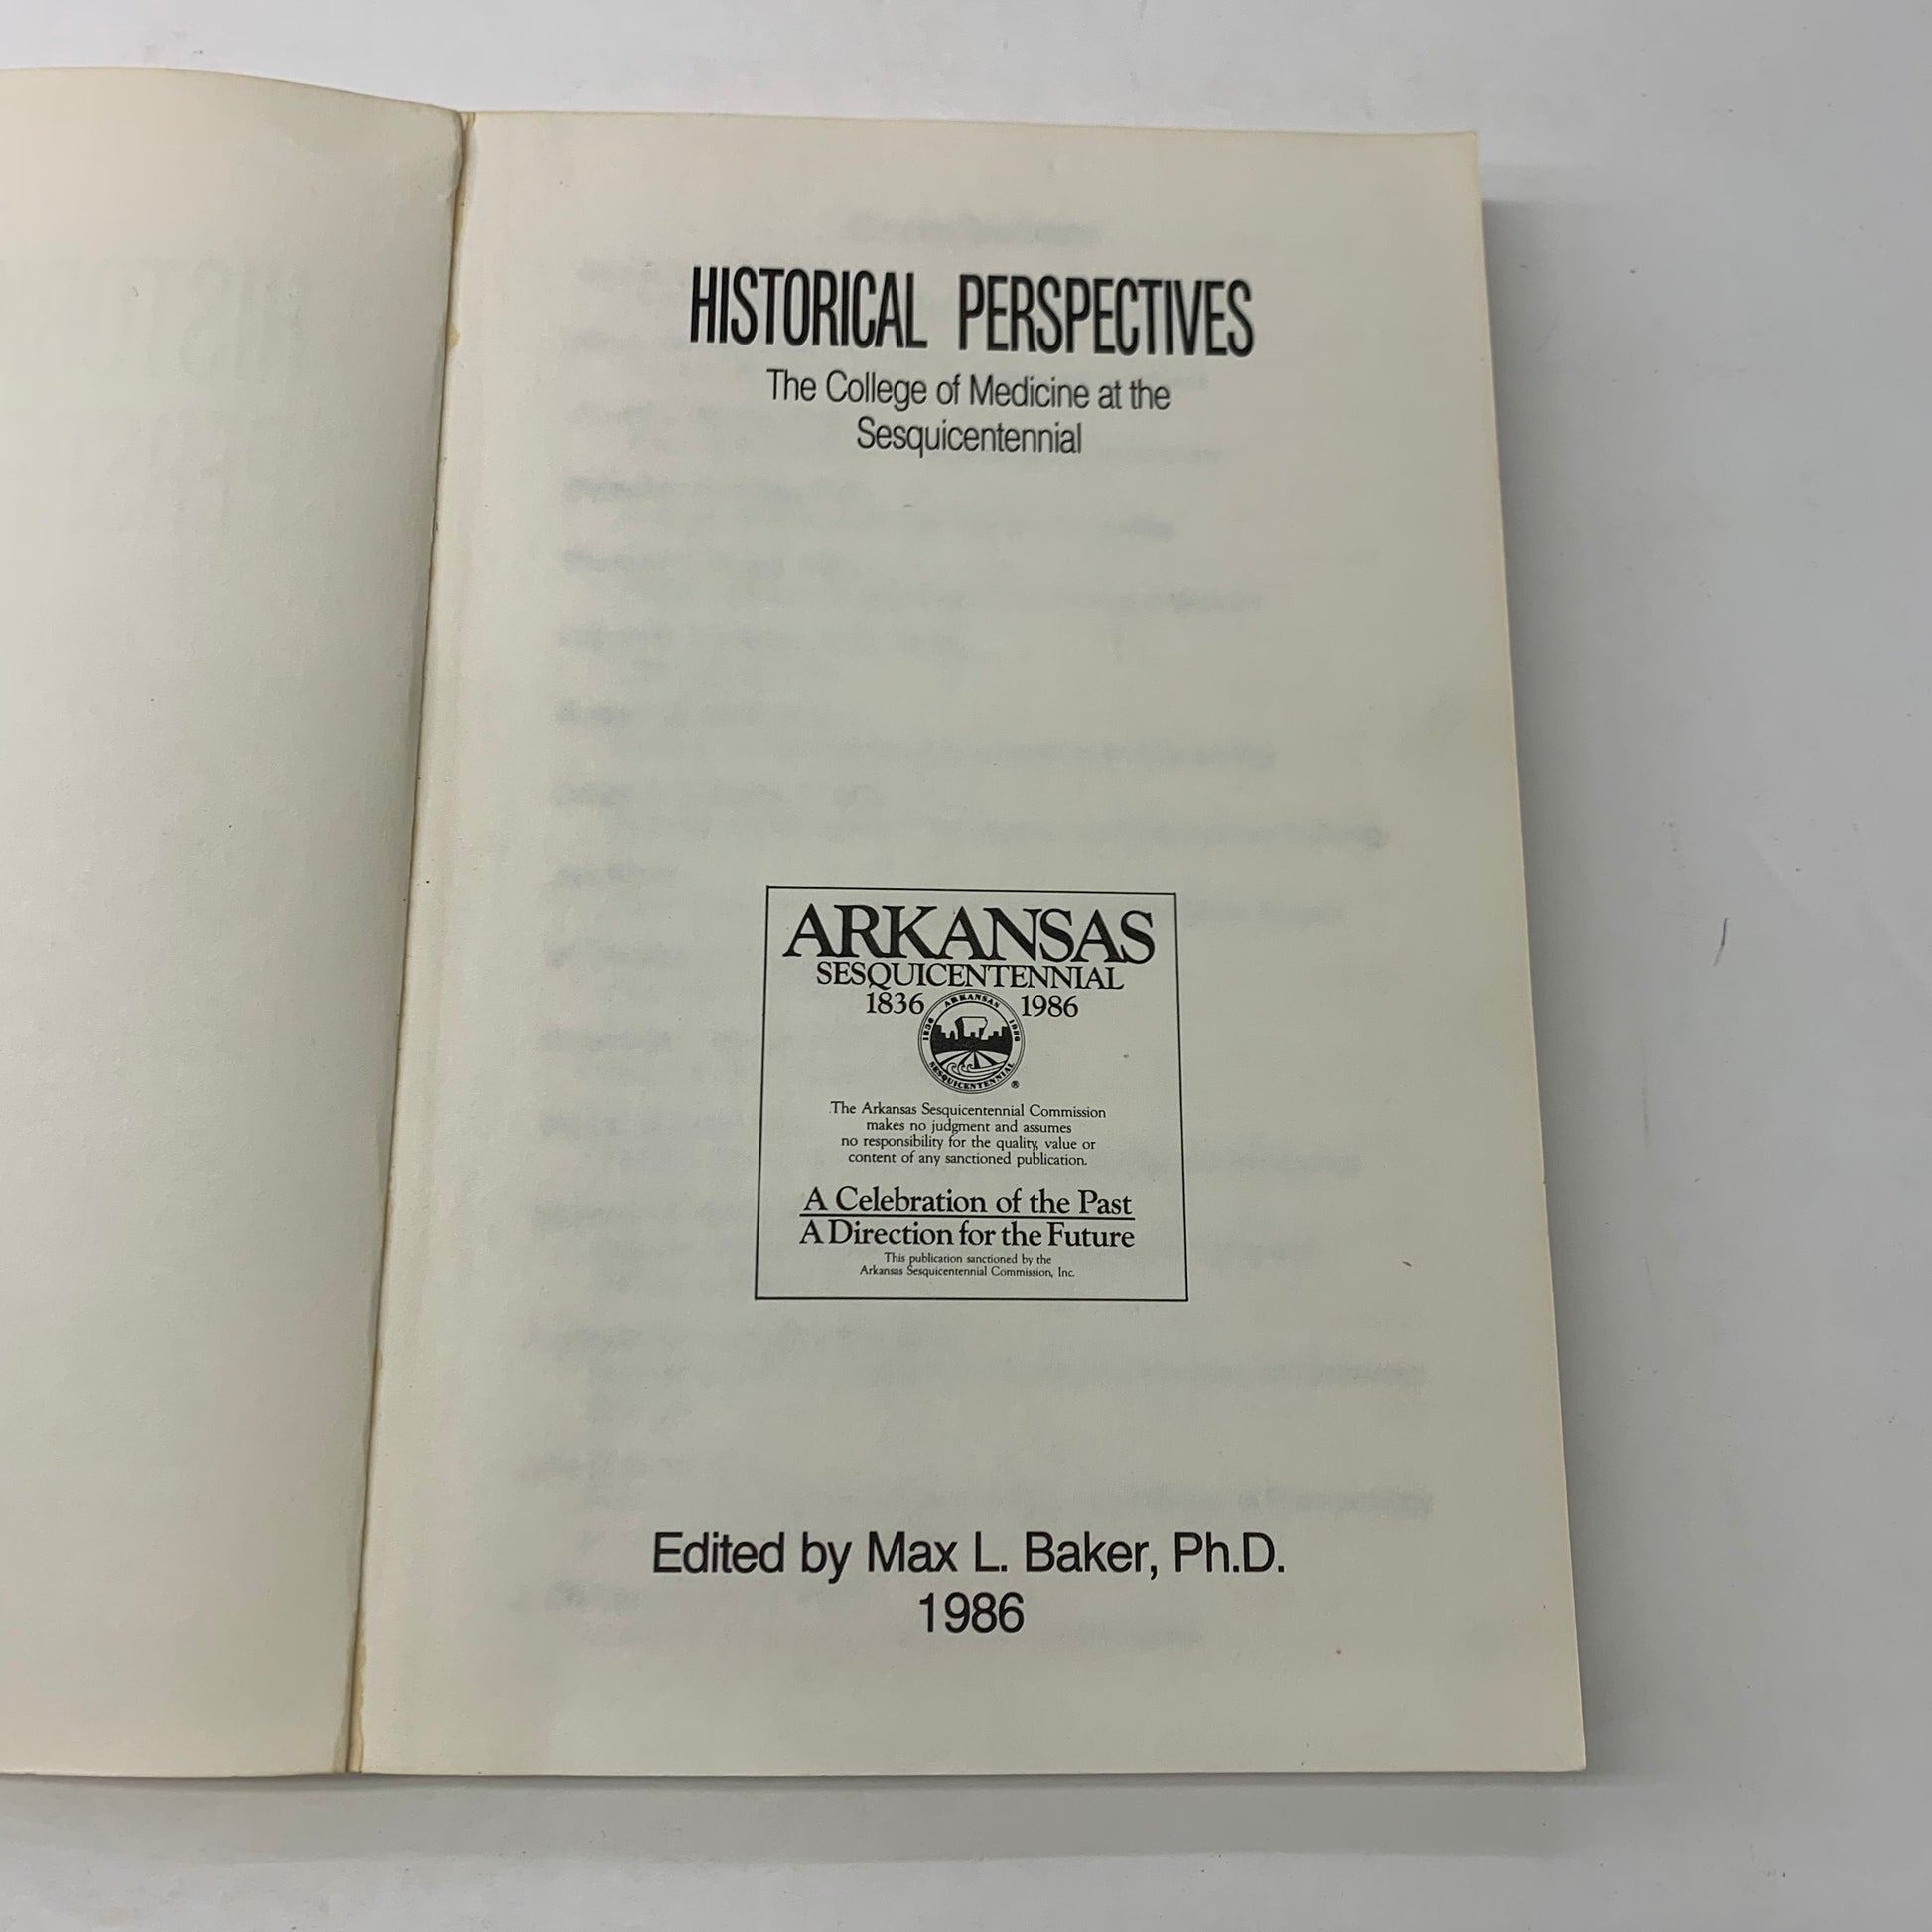 HISTORICAL PERSPECTIVES
The College of Medicine at the
Sesquicentennial
ARKANSAS
SESQUICENTENNIAL
1836 1986
ARKANSAS
1836 1986
SESQUICENTENNIAL
®
The Arkansas Sesquicentennial Commission
makes no judgment and assumes
no responsibility for the quality, value or
content of any sanctioned publication.
A Celebration of the Past
A Direction for the Future
This publication sanctioned by the
Arkansas Sesquicentennial Commission, Inc.
Edited by Max L. Baker, Ph.D.
1986